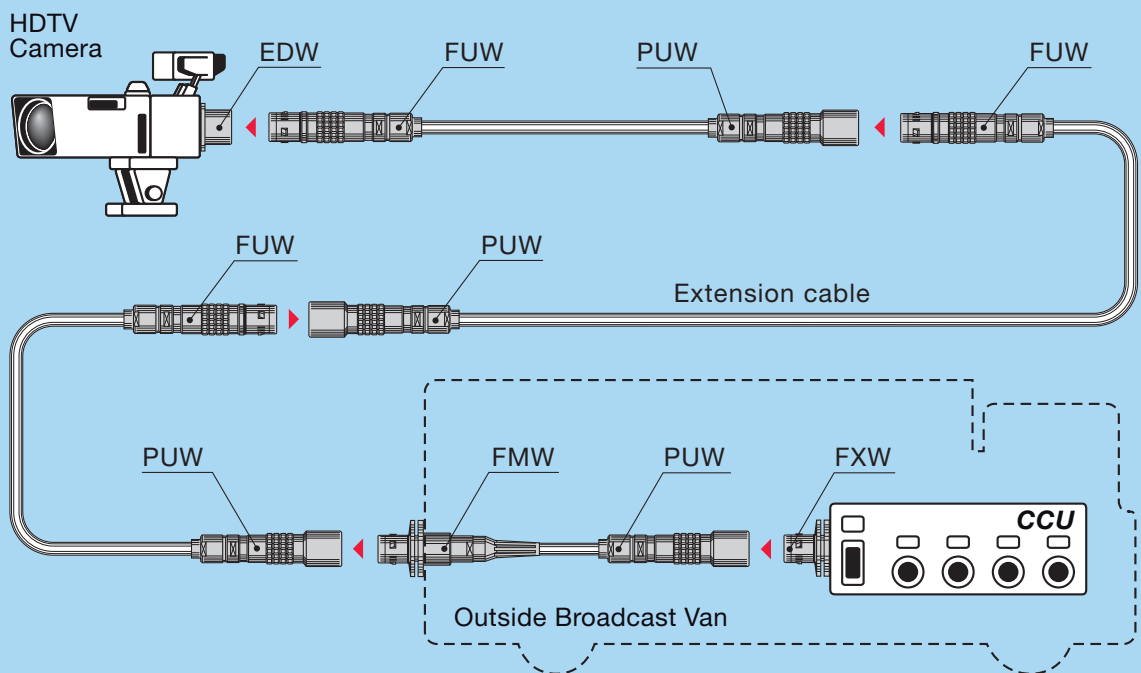 HDTV
Camera
EDW
FUW
PUW
FUW
FUW
PUW
Extension cable
PUW
FMW
PUW
FXW
CCU
Outside Broadcast Van